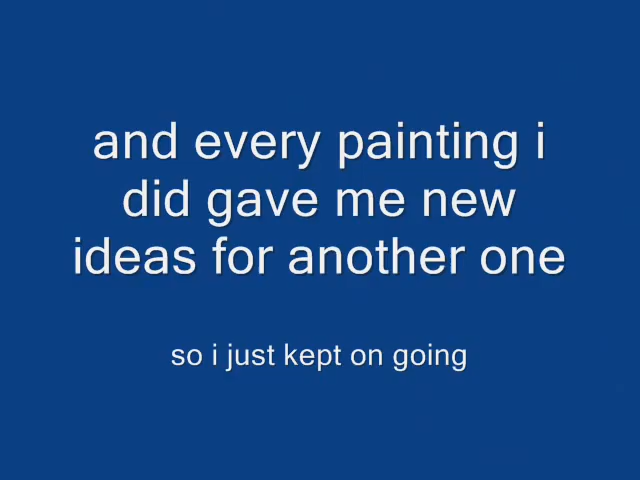 and every painting i
did gave me new
ideas for another one
so i just kept on going